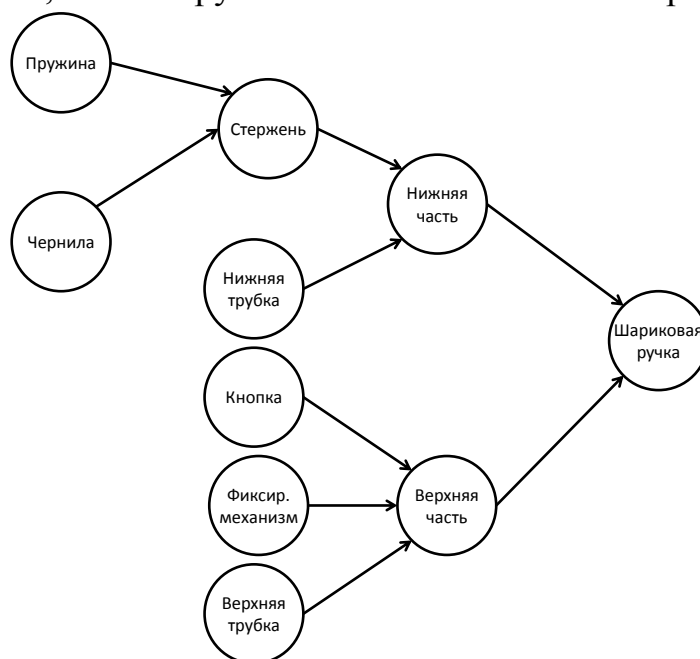 Пружина
Стержень
Чернила
Нижняя
часть
Нижняя
трубка
Шариковая
ручка
Кнопка
Фиксир.
механизм
Верхняя
часть
Верхняя
трубка